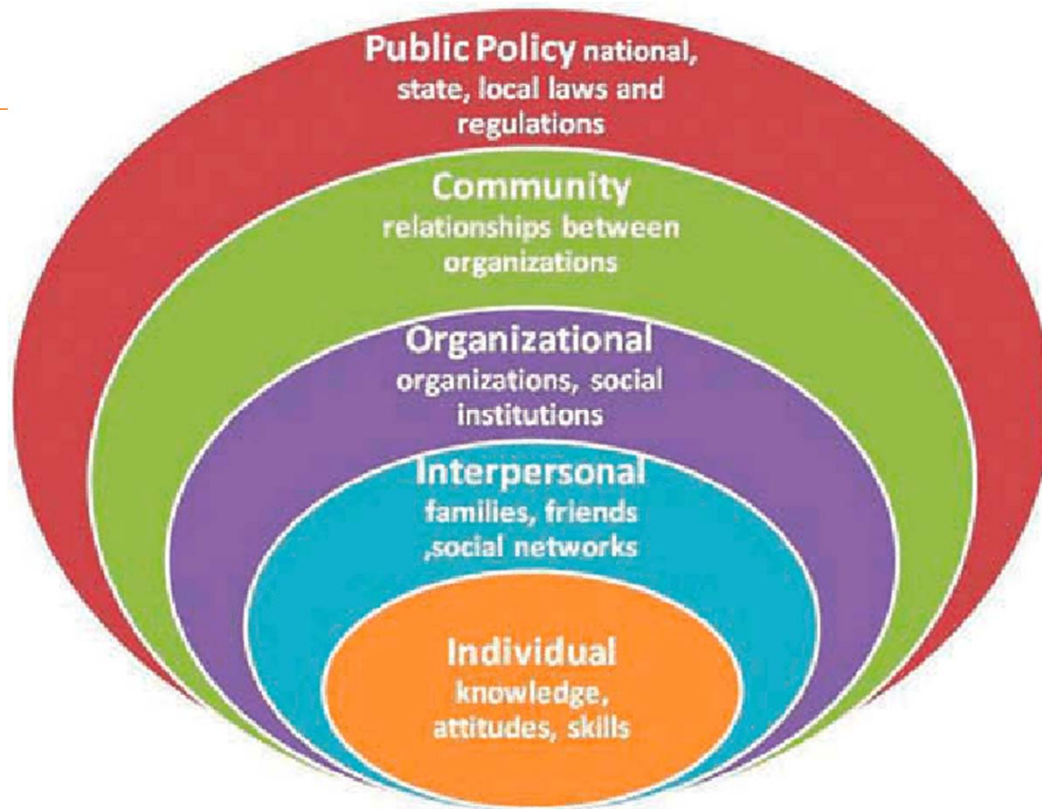 Public Policy national,
state, local laws and
regulations
Community
relationships between
organizations
Organizational
organizations, social
institutions
Interpersonal
families, friends
,social networks
Individual
knowledge,
attitudes, skills